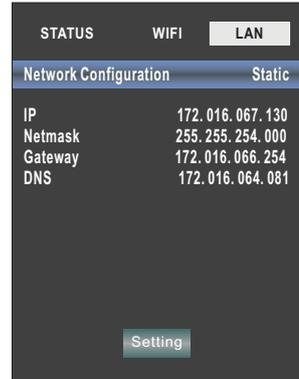 STATUS WIFI LAN
Network Configuration Static
IP 172.016.067.130
Netmask 255.255.254.000
Gateway 172.016.066.254
DNS 172.016.064.081
Setting